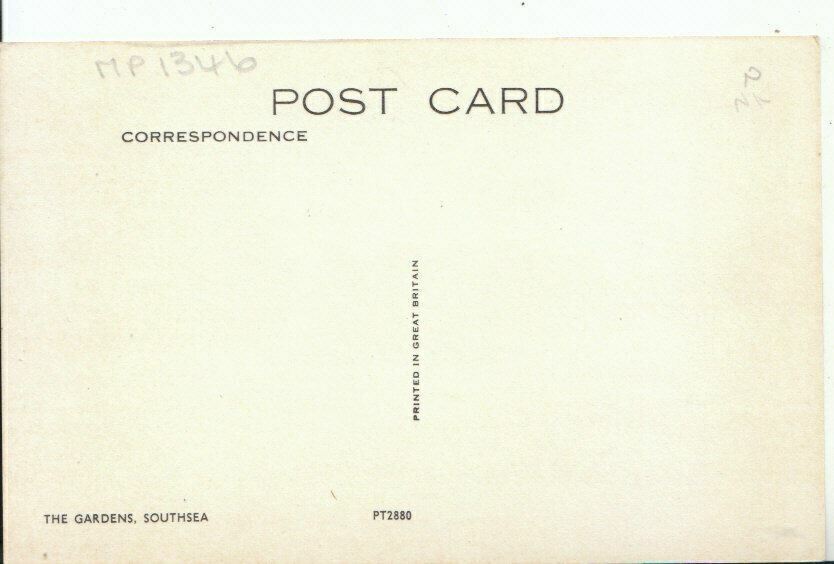 MP 1346
POST CARD
CORRESPONDENCE
PRINTED IN GREAT BRITAIN
THE GARDENS, SOUTHSEA
PT2880